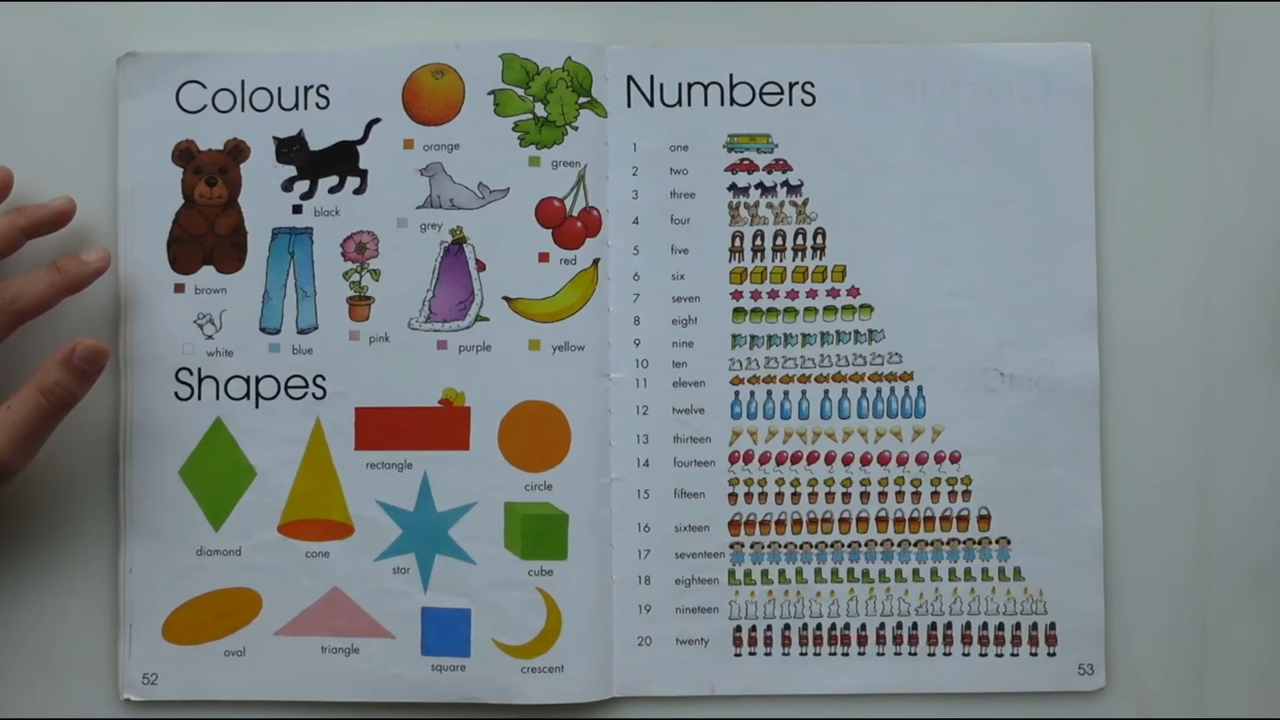 Colours
orange
green
black
grey
red
brown
white
blue
pink
purple
yellow
Shapes
rectangle
circle
diamond
cone
star
cube
oval
triangle
square
crescent
52
Numbers
1 one
2 two
3 three
4 four
5 five
6 six
7 seven
8 eight
9 nine
10 ten
11 eleven
12 twelve
13 thirteen
14 fourteen
15 fifteen
16 sixteen
17 seventeen
18 eighteen
19 nineteen
20 twenty
53